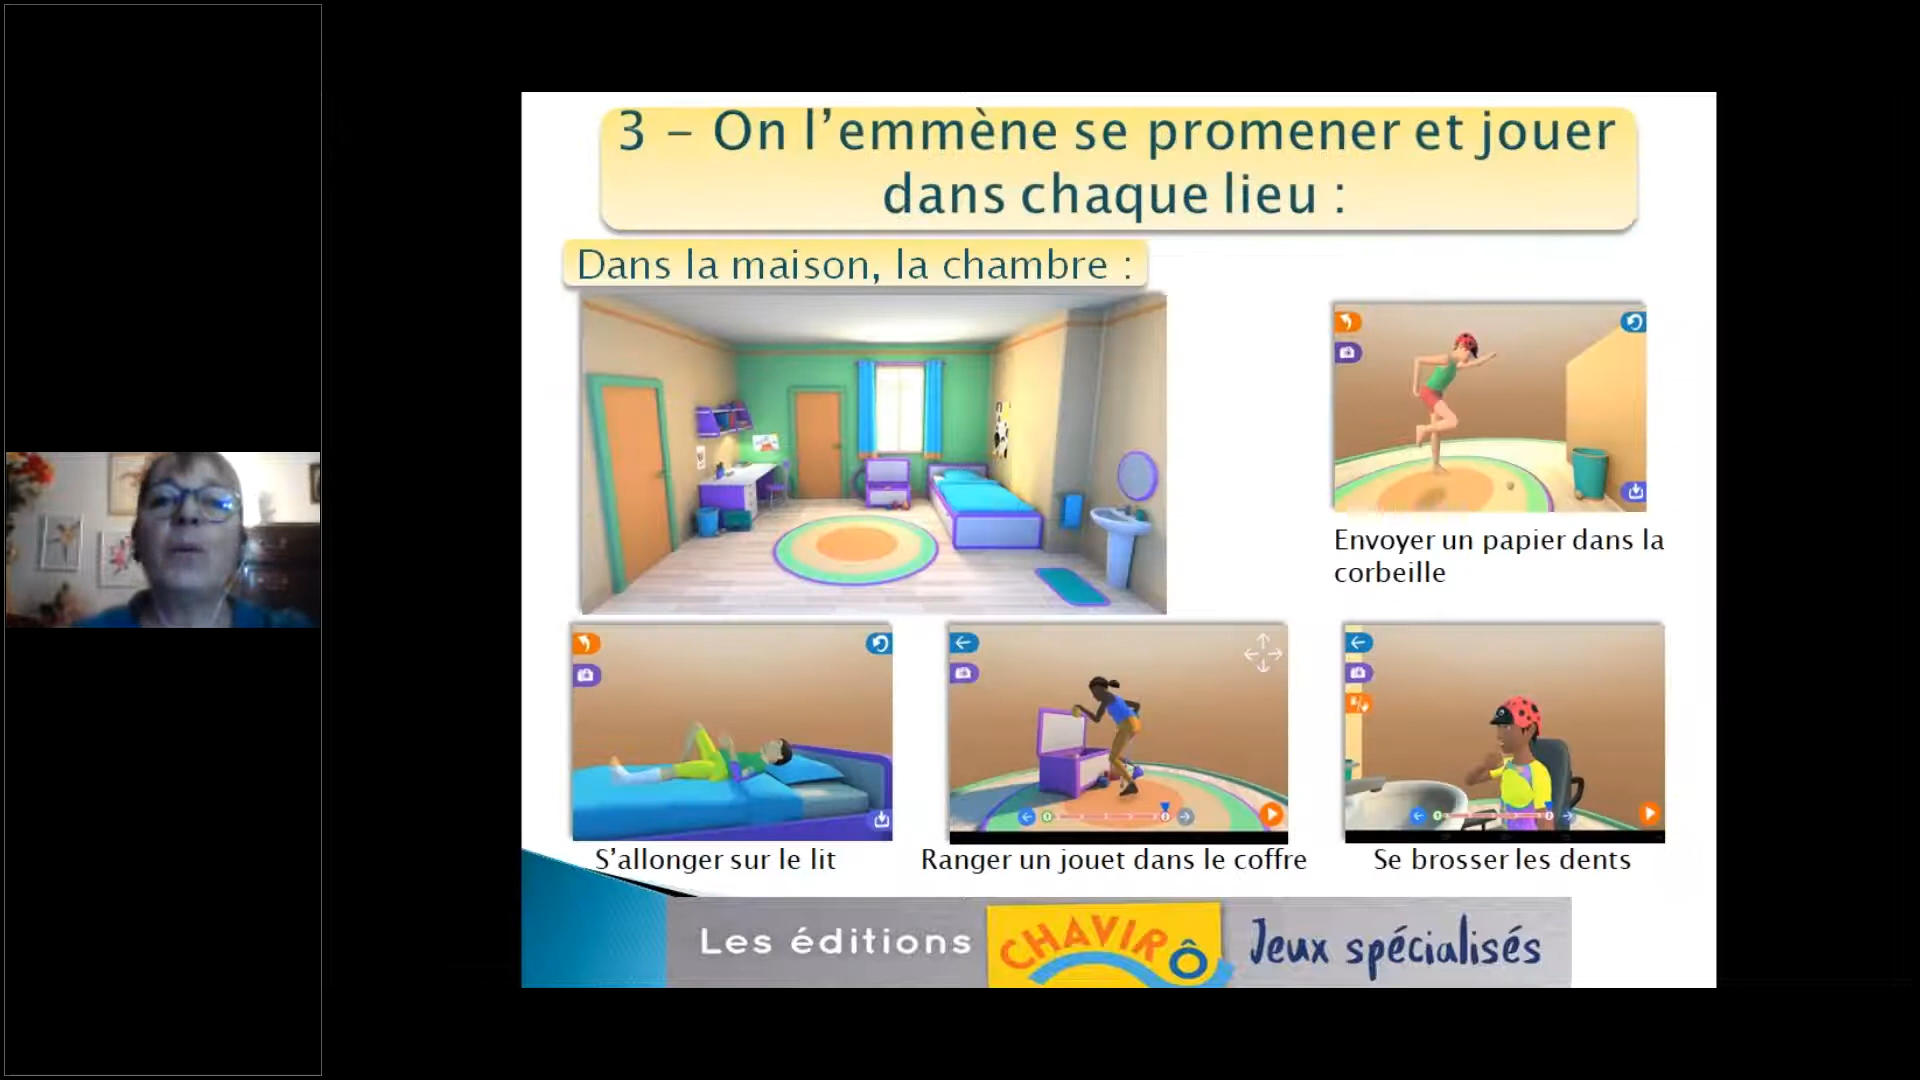 3 – On l’emmène se promener et jouer
dans chaque lieu :
Dans la maison, la chambre :
Envoyer un papier dans la
corbeille
S’allonger sur le lit
Ranger un jouet dans le coffre
Se brosser les dents
Les éditions CHAVIRÔ Jeux spécialisés